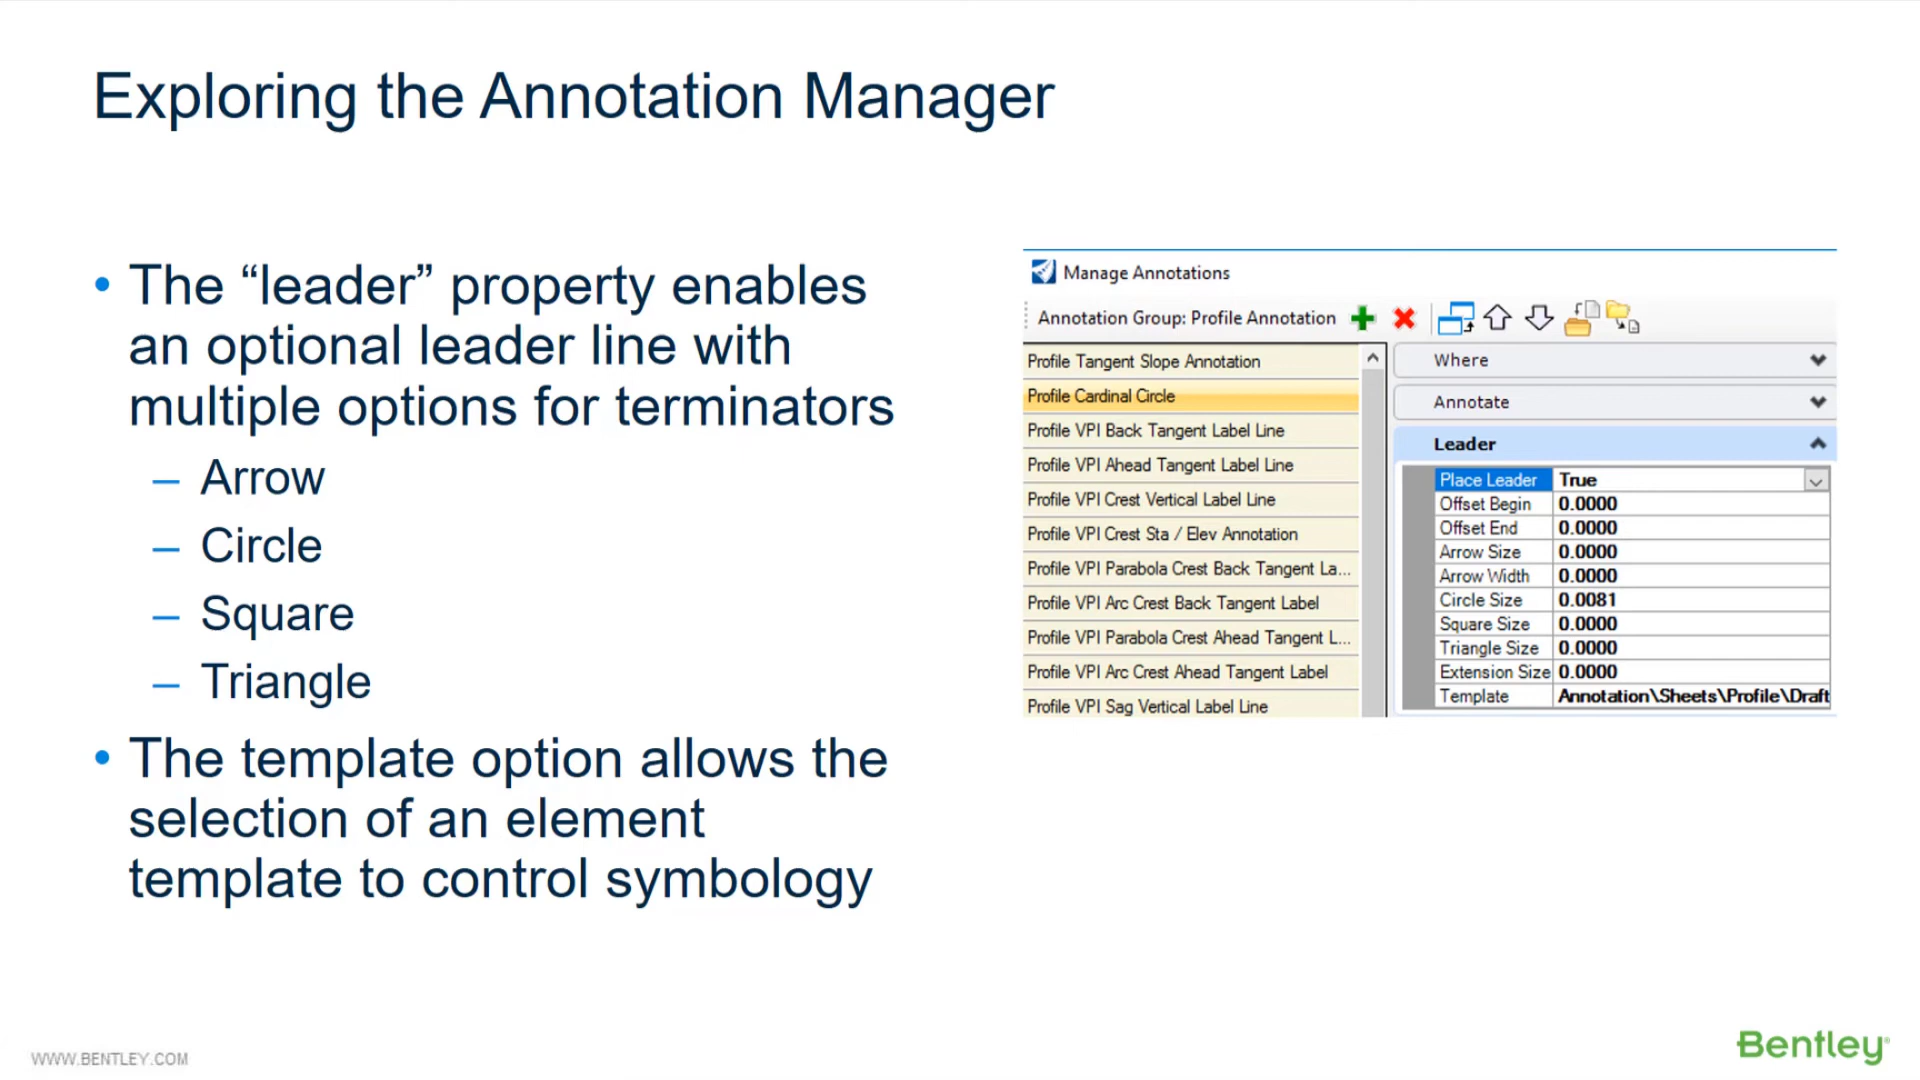 Exploring the Annotation Manager
• The “leader” property enables
an optional leader line with
multiple options for terminators
– Arrow
– Circle
– Square
– Triangle
• The template option allows the
selection of an element
template to control symbology
Manage Annotations
Annotation Group: Profile Annotation
Profile Tangent Slope Annotation
Profile Cardinal Circle
Profile VPI Back Tangent Label Line
Profile VPI Ahead Tangent Label Line
Profile VPI Crest Vertical Label Line
Profile VPI Crest Sta / Elev Annotation
Profile VPI Parabola Crest Back Tangent La...
Profile VPI Arc Crest Back Tangent Label
Profile VPI Parabola Crest Ahead Tangent L...
Profile VPI Arc Crest Ahead Tangent Label
Profile VPI Sag Vertical Label Line
Where
Annotate
Leader
Place Leader True
Offset Begin 0.0000
Offset End 0.0000
Arrow Size 0.0000
Arrow Width 0.0000
Circle Size 0.0081
Square Size 0.0000
Triangle Size 0.0000
Extension Size 0.0000
Template Annotation\Sheets\Profile\Draft
WWW.BENTLEY.COM
Bentley®